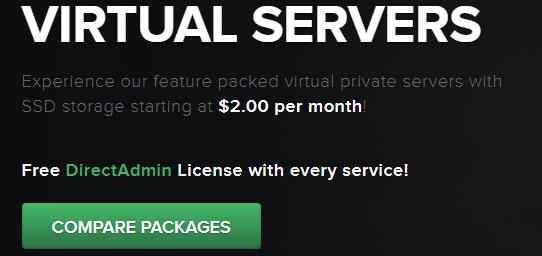 VIRTUAL SERVERS
Experience our feature packed virtual private servers with
SSD storage starting at $2.00 per month!
Free DirectAdmin License with every service!
COMPARE PACKAGES